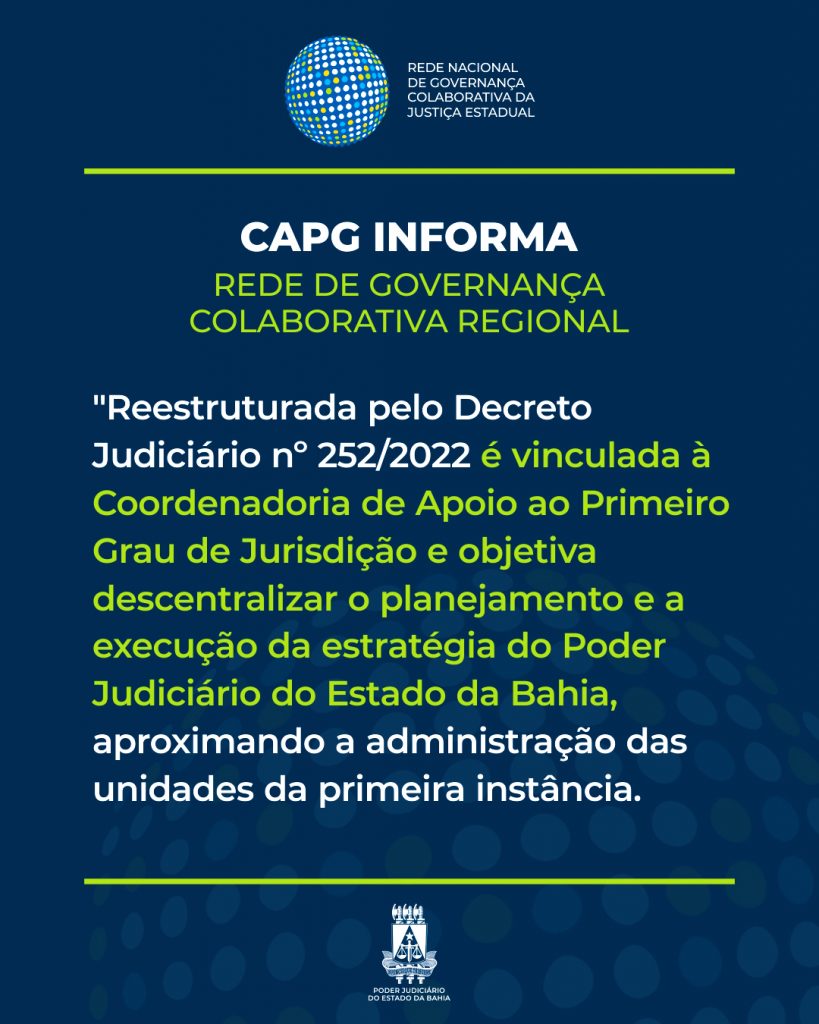 REDE NACIONAL
DE GOVERNANÇA
COLABORATIVA DA
JUSTIÇA ESTADUAL
CAPG INFORMA
REDE DE GOVERNANÇA
COLABORATIVA REGIONAL
"Reestruturada pelo Decreto
Judiciário nº 252/2022 é vinculada à
Coordenadoria de Apoio ao Primeiro
Grau de Jurisdição e objetiva
descentralizar o planejamento e a
execução da estratégia do Poder
Judiciário do Estado da Bahia,
aproximando a administração das
unidades da primeira instância.
PODER JUDICIÁRIO
DO ESTADO DA BAHIA